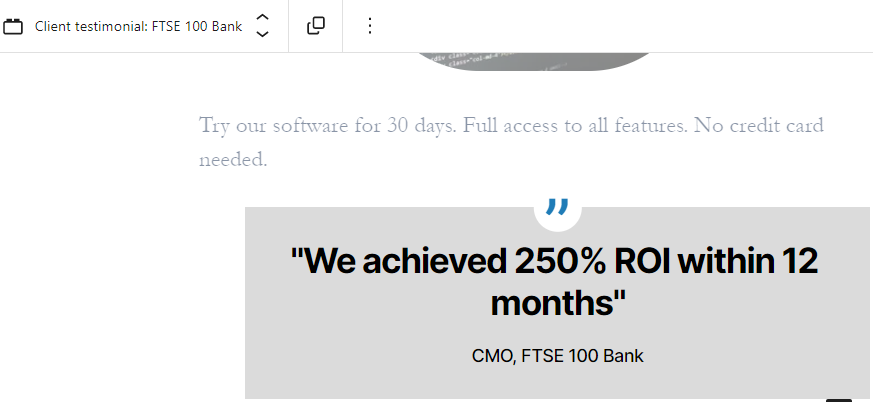 Client testimonial: FTSE 100 Bank
Try our software for 30 days. Full access to all features. No credit card
needed.
"We achieved 250% ROI within 12
months"
CMO, FTSE 100 Bank